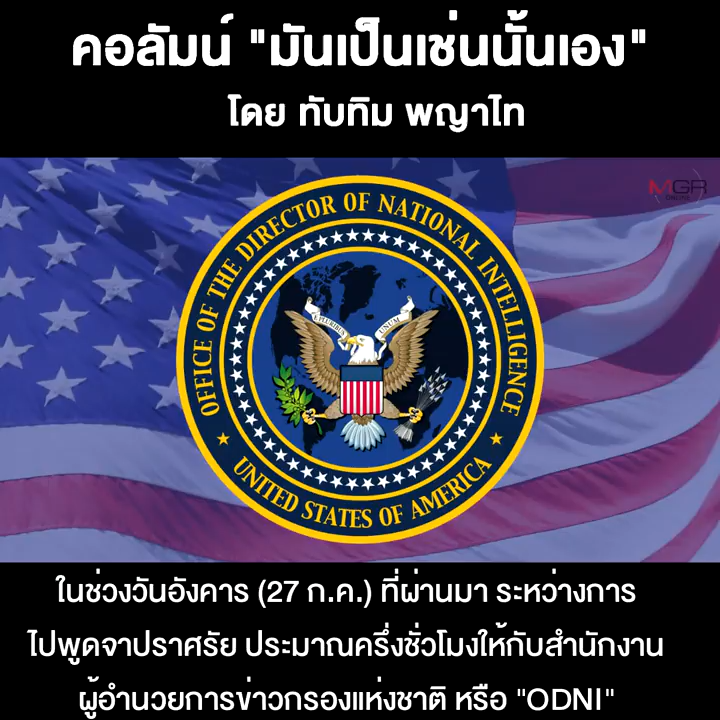 คอลัมน์ "มันเป็นเช่นนั้นเอง"
โดย ทับทิม พญาไท
MGR
ONLINE
OFFICE OF THE DIRECTOR OF NATIONAL INTELLIGENCE
E PLURIBUS UNUM
UNITED STATES OF AMERICA
ในช่วงวันอังคาร (27 ก.ค.) ที่ผ่านมา ระหว่างการ
ไปพูดจาปราศรัย ประมาณครึ่งชั่วโมงให้กับสำนักงาน
ผู้อำนวยการข่าวกรองแห่งชาติ หรือ "ODNI"